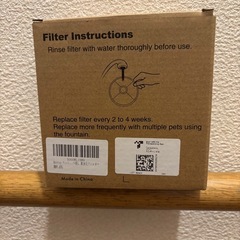 Filter Instructions
Rinse filter with water thoroughly before use.
Replace filter every 2 to 4 weeks.
Replace more frequently with multiple pets using
the fountain.
Made in China